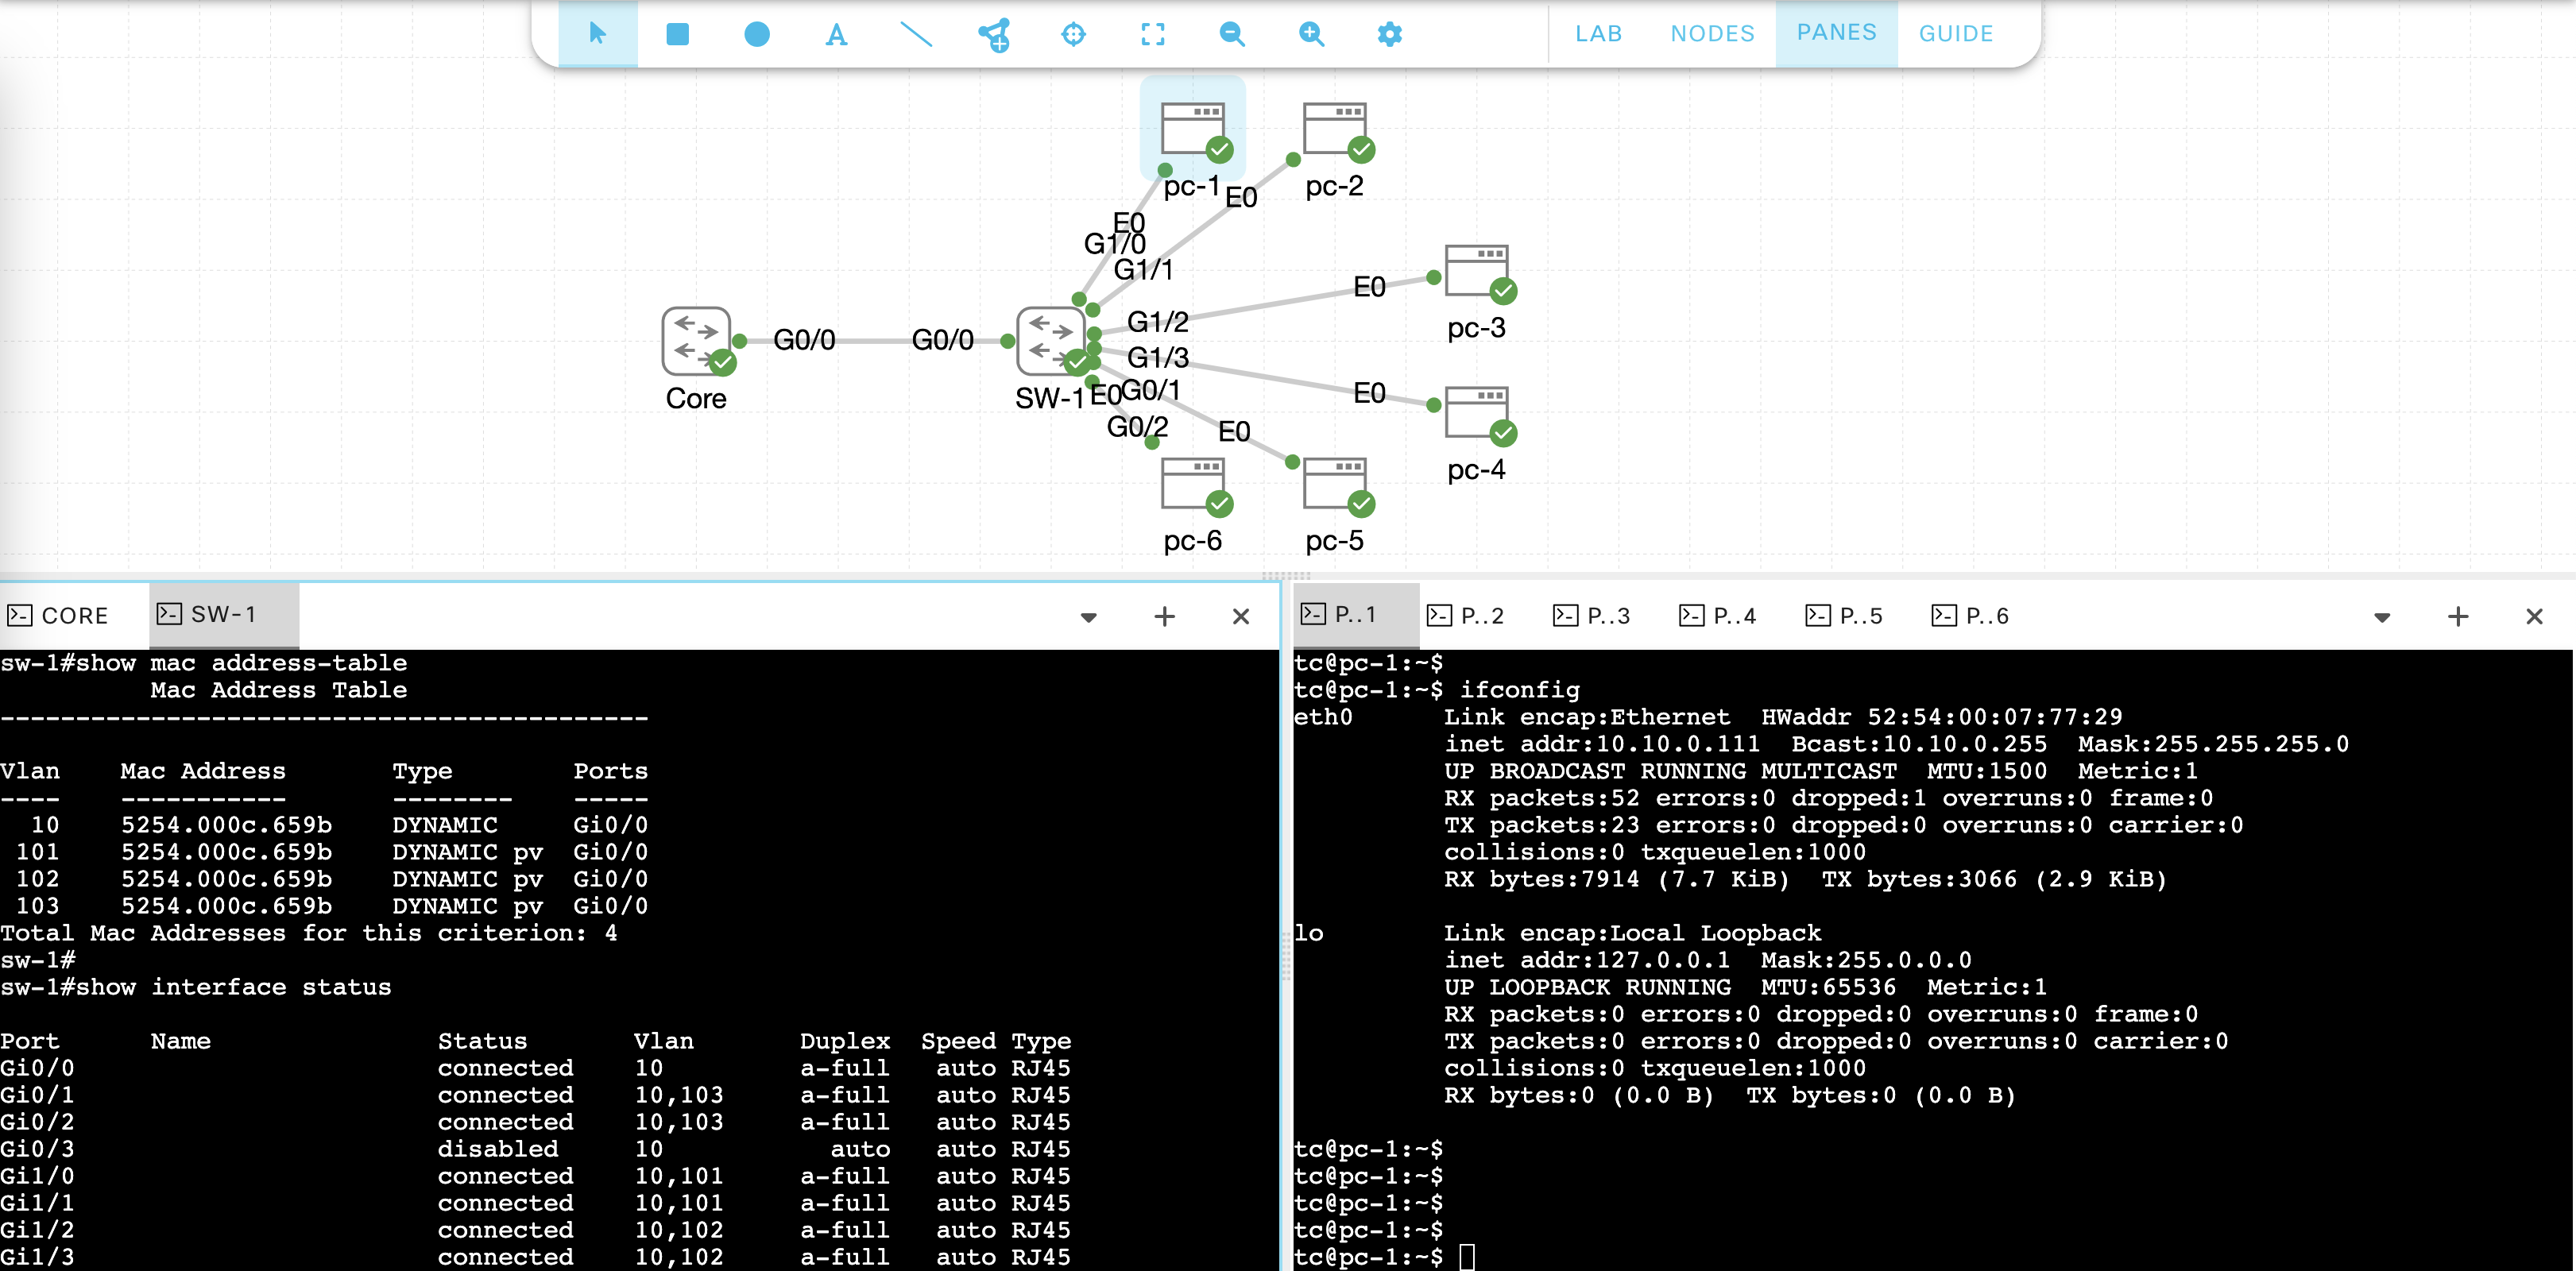 A
LAB NODES PANES GUIDE
pc-1
pc-2
E0
E0
G1/0
G1/1
E0
pc-3
G0/0
G0/0
G1/2
G1/3
Core
SW-1
E0
G0/1
E0
pc-4
G0/2
E0
pc-6
pc-5
CORE SW-1
sw-1#show mac address-table
          Mac Address Table
-------------------------------------------
Vlan    Mac Address       Type        Ports
----    -----------       --------    -----
  10    5254.000c.659b    DYNAMIC     Gi0/0
 101    5254.000c.659b    DYNAMIC pv  Gi0/0
 102    5254.000c.659b    DYNAMIC pv  Gi0/0
 103    5254.000c.659b    DYNAMIC pv  Gi0/0
Total Mac Addresses for this criterion: 4
sw-1#
sw-1#show interface status
Port      Name               Status       Vlan       Duplex  Speed Type
Gi0/0                        connected    10         a-full   auto RJ45
Gi0/1                        connected    10,103     a-full   auto RJ45
Gi0/2                        connected    10,103     a-full   auto RJ45
Gi0/3                        disabled     10           auto   auto RJ45
Gi1/0                        connected    10,101     a-full   auto RJ45
Gi1/1                        connected    10,101     a-full   auto RJ45
Gi1/2                        connected    10,102     a-full   auto RJ45
Gi1/3                        connected    10,102     a-full   auto RJ45
P..1 P..2 P..3 P..4 P..5 P..6
tc@pc-1:~$
tc@pc-1:~$ ifconfig
eth0      Link encap:Ethernet  HWaddr 52:54:00:07:77:29
          inet addr:10.10.0.111  Bcast:10.10.0.255  Mask:255.255.255.0
          UP BROADCAST RUNNING MULTICAST  MTU:1500  Metric:1
          RX packets:52 errors:0 dropped:1 overruns:0 frame:0
          TX packets:23 errors:0 dropped:0 overruns:0 carrier:0
          collisions:0 txqueuelen:1000
          RX bytes:7914 (7.7 KiB)  TX bytes:3066 (2.9 KiB)
lo        Link encap:Local Loopback
          inet addr:127.0.0.1  Mask:255.0.0.0
          UP LOOPBACK RUNNING  MTU:65536  Metric:1
          RX packets:0 errors:0 dropped:0 overruns:0 frame:0
          TX packets:0 errors:0 dropped:0 overruns:0 carrier:0
          collisions:0 txqueuelen:1000
          RX bytes:0 (0.0 B)  TX bytes:0 (0.0 B)
tc@pc-1:~$
tc@pc-1:~$
tc@pc-1:~$
tc@pc-1:~$
tc@pc-1:~$